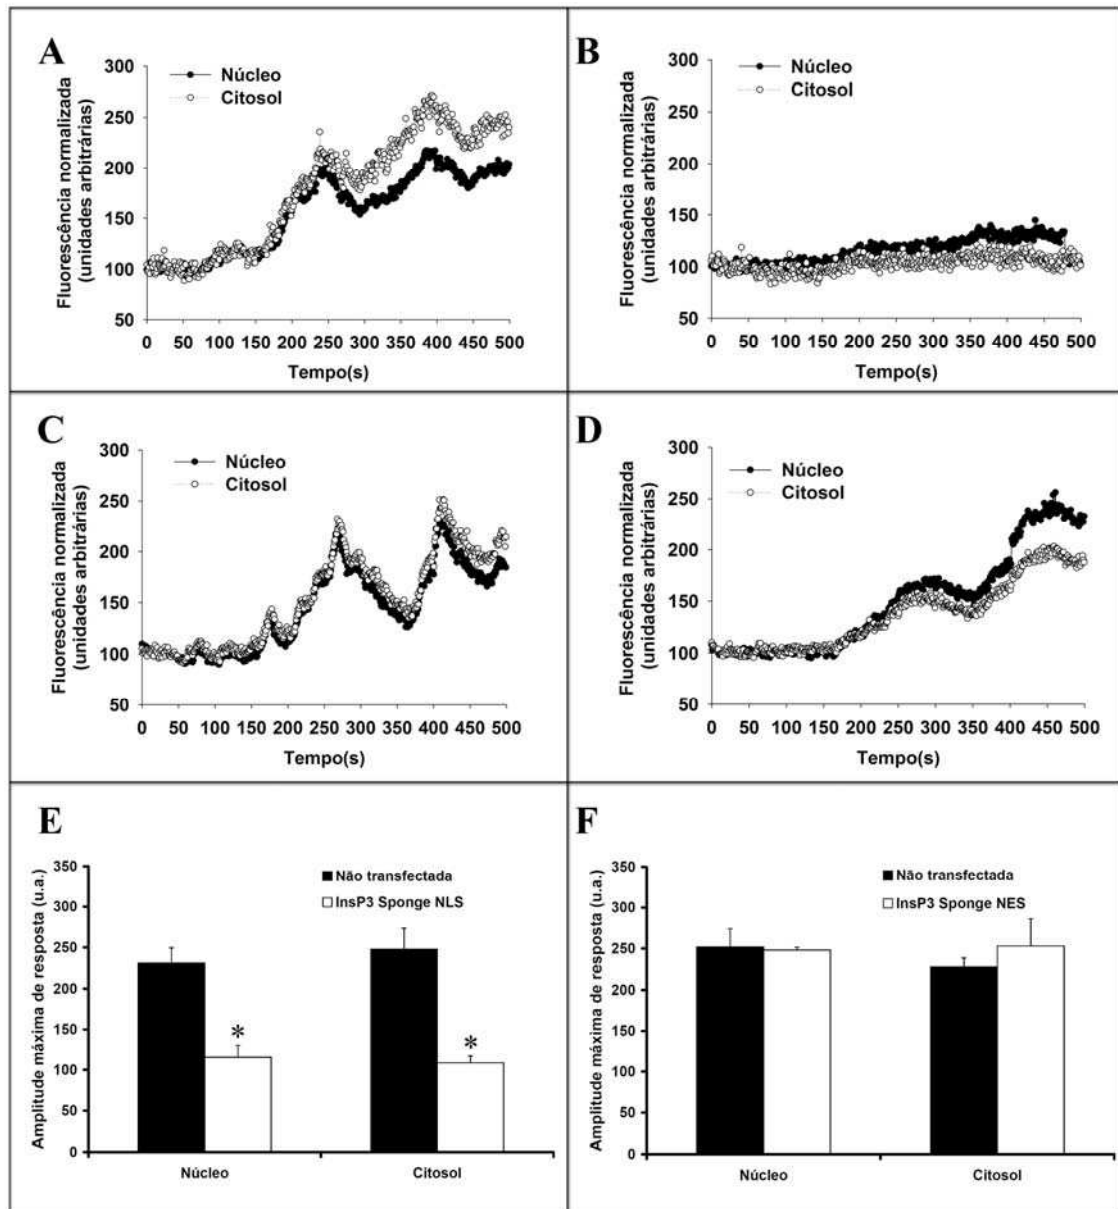 A
Núcleo
Citosol
Fluorescência normalizada
(unidades arbitrárias)
300
250
200
150
100
50
0 50 100 150 200 250 300 350 400 450 500
Tempo(s)
B
Núcleo
Citosol
Fluorescência normalizada
(unidades arbitrárias)
300
250
200
150
100
50
0 50 100 150 200 250 300 350 400 450 500
Tempo(s)
C
Núcleo
Citosol
Fluorescência normalizada
(unidades arbitrárias)
300
250
200
150
100
50
0 50 100 150 200 250 300 350 400 450 500
Tempo(s)
D
Núcleo
Citosol
Fluorescência normalizada
(unidades arbitrárias)
300
250
200
150
100
50
0 50 100 150 200 250 300 350 400 450 500
Tempo(s)
E
Não transfectada
InsP3 Sponge NLS
Amplitude máxima de resposta (u.a.)
350
300
250
200
150
100
50
0
*
*
Núcleo Citosol
F
Não transfectada
InsP3 Sponge NES
Amplitude máxima de resposta (u.a.)
350
300
250
200
150
100
50
0
Núcleo Citosol